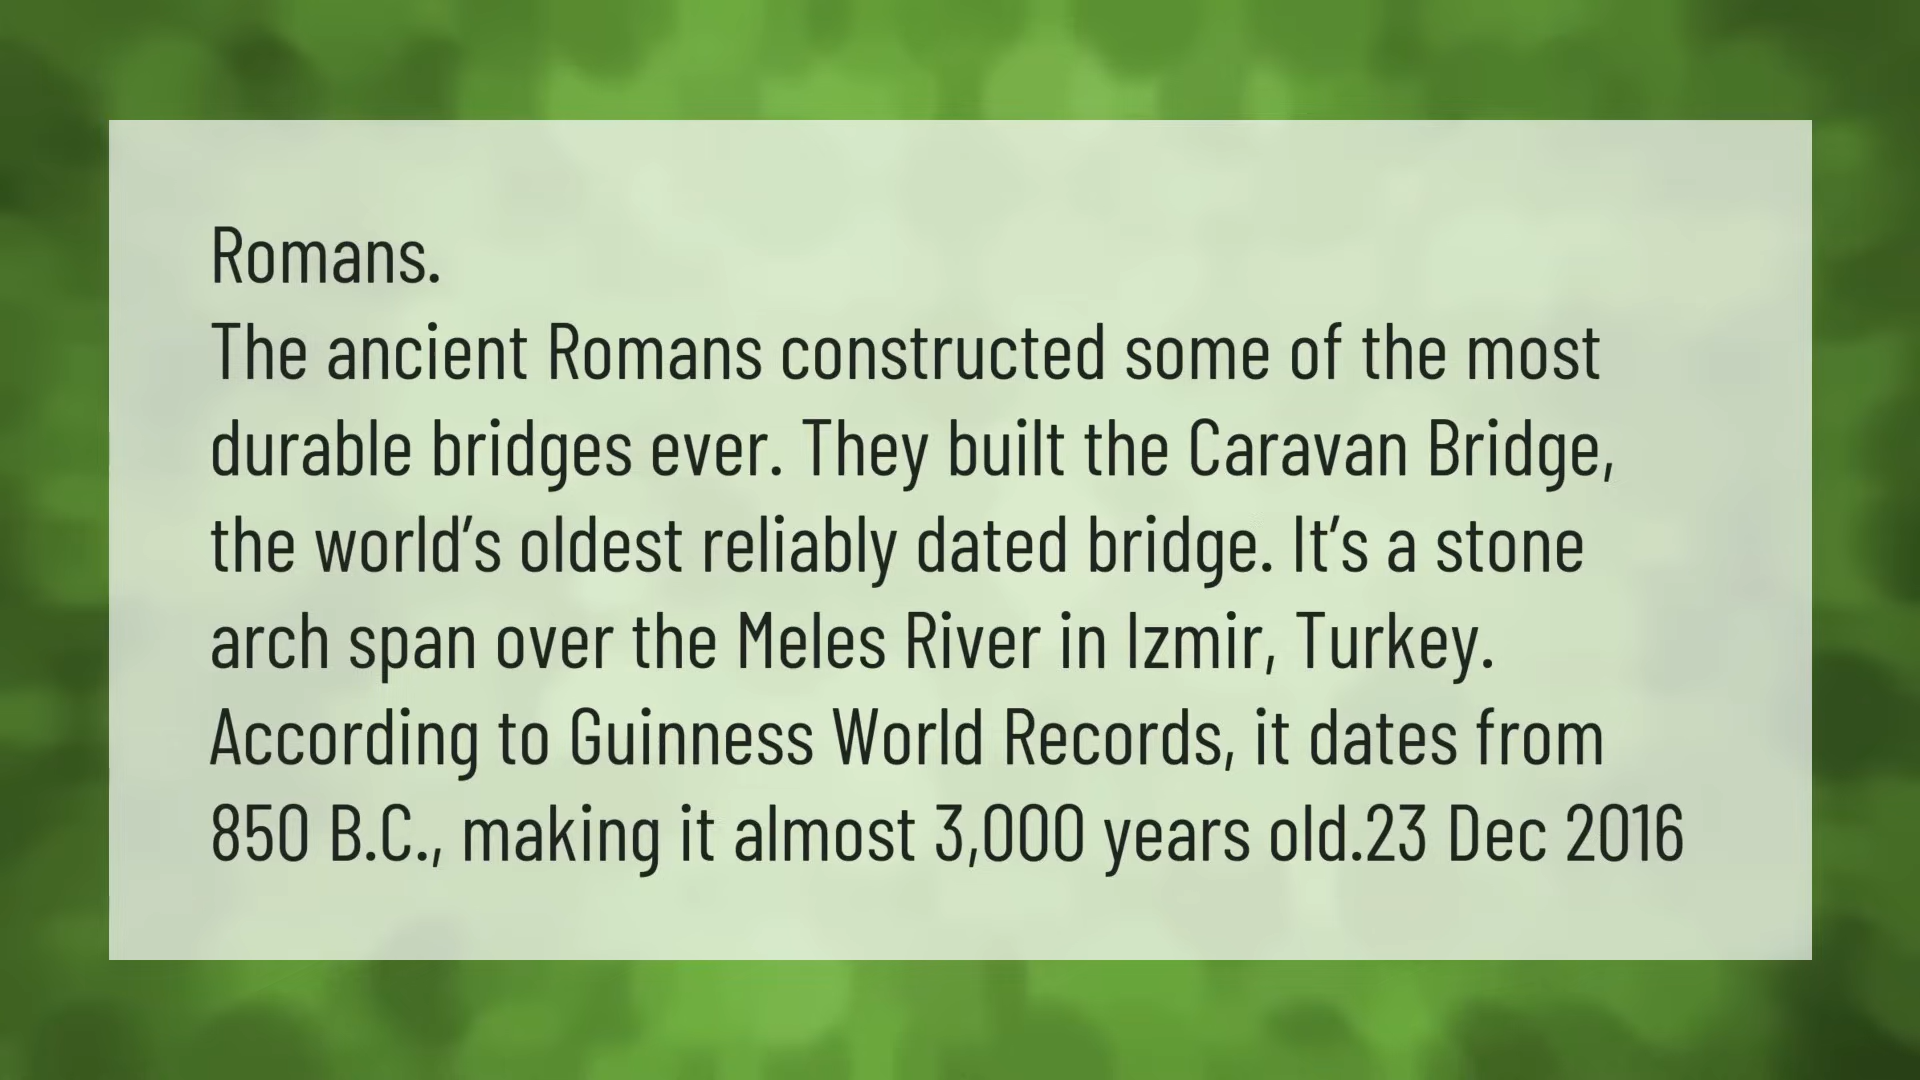 Romans.
The ancient Romans constructed some of the most
durable bridges ever. They built the Caravan Bridge,
the world’s oldest reliably dated bridge. It’s a stone
arch span over the Meles River in Izmir, Turkey.
According to Guinness World Records, it dates from
850 B.C., making it almost 3,000 years old.23 Dec 2016